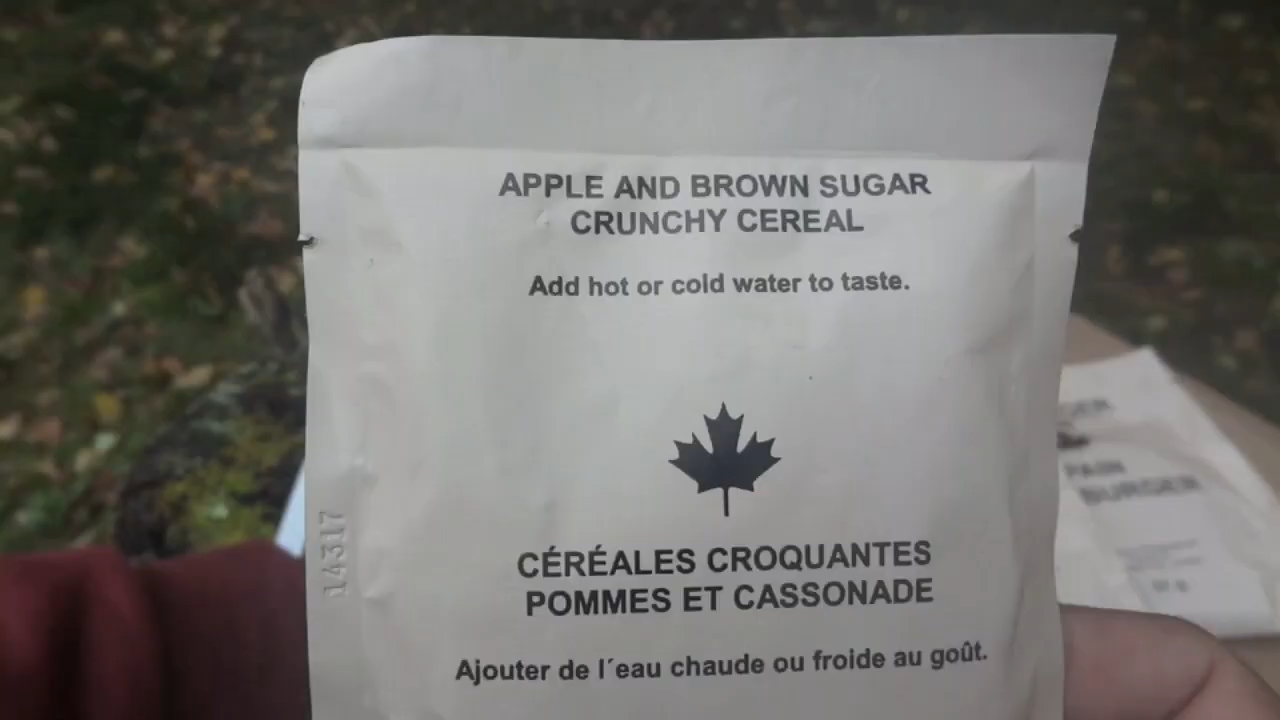 APPLE AND BROWN SUGAR
CRUNCHY CEREAL
Add hot or cold water to taste.
CÉRÉALES CROQUANTES
POMMES ET CASSONADE
Ajouter de l´eau chaude ou froide au goût.
14317
PAIN
BURGER